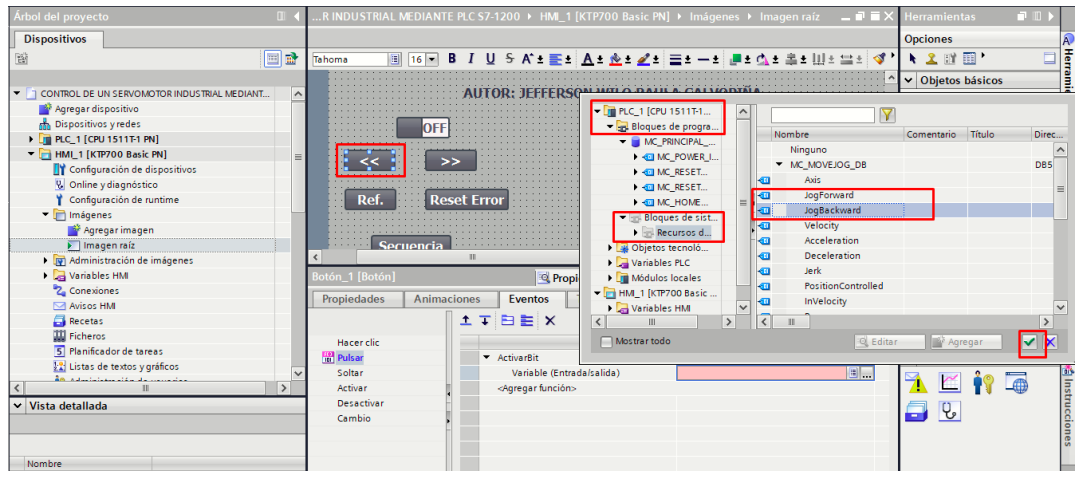 Árbol del proyecto
...R INDUSTRIAL MEDIANTE PLC S7-1200 ▸ HMI_1 [KTP700 Basic PN] ▸ Imágenes ▸ Imagen raíz
Herramientas
Dispositivos
Opciones
Tahoma
16
B I U S
CONTROL DE UN SERVOMOTOR INDUSTRIAL MEDIANT...
Agregar dispositivo
Dispositivos y redes
PLC_1 [CPU 1511T-1 PN]
HMI_1 [KTP700 Basic PN]
Configuración de dispositivos
Online y diagnóstico
Configuración de runtime
Imágenes
Agregar imagen
Imagen raíz
Administración de imágenes
Variables HMI
Conexiones
Avisos HMI
Recetas
Ficheros
Planificador de tareas
Listas de textos y gráficos
Vista detallada
Nombre
AUTOR: JEFFERSON
OFF
<<
>>
Ref.
Reset Error
Secuencia
Botón_1 [Botón]
Propi
Propiedades
Animaciones
Eventos
Hacer clic
Pulsar
Soltar
Activar
Desactivar
Cambio
ActivarBit
Variable (Entrada/salida)
<Agregar función>
Objetos básicos
PLC_1 [CPU 1511T-1...
Bloques de progra...
MC_PRINCIPAL_...
MC_POWER_I...
MC_RESET...
MC_RESET...
MC_HOME...
Bloques de sist...
Recursos d...
Objetos tecnoló...
Variables PLC
Módulos locales
HMI_1 [KTP700 Basic ...
Variables HMI
Nombre
Comentario
Título
Direc...
Ninguno
MC_MOVEJOG_DB
DB5
Axis
JogForward
JogBackward
Velocity
Acceleration
Deceleration
Jerk
PositionControlled
InVelocity
Mostrar todo
Editar
Agregar
Instrucciones